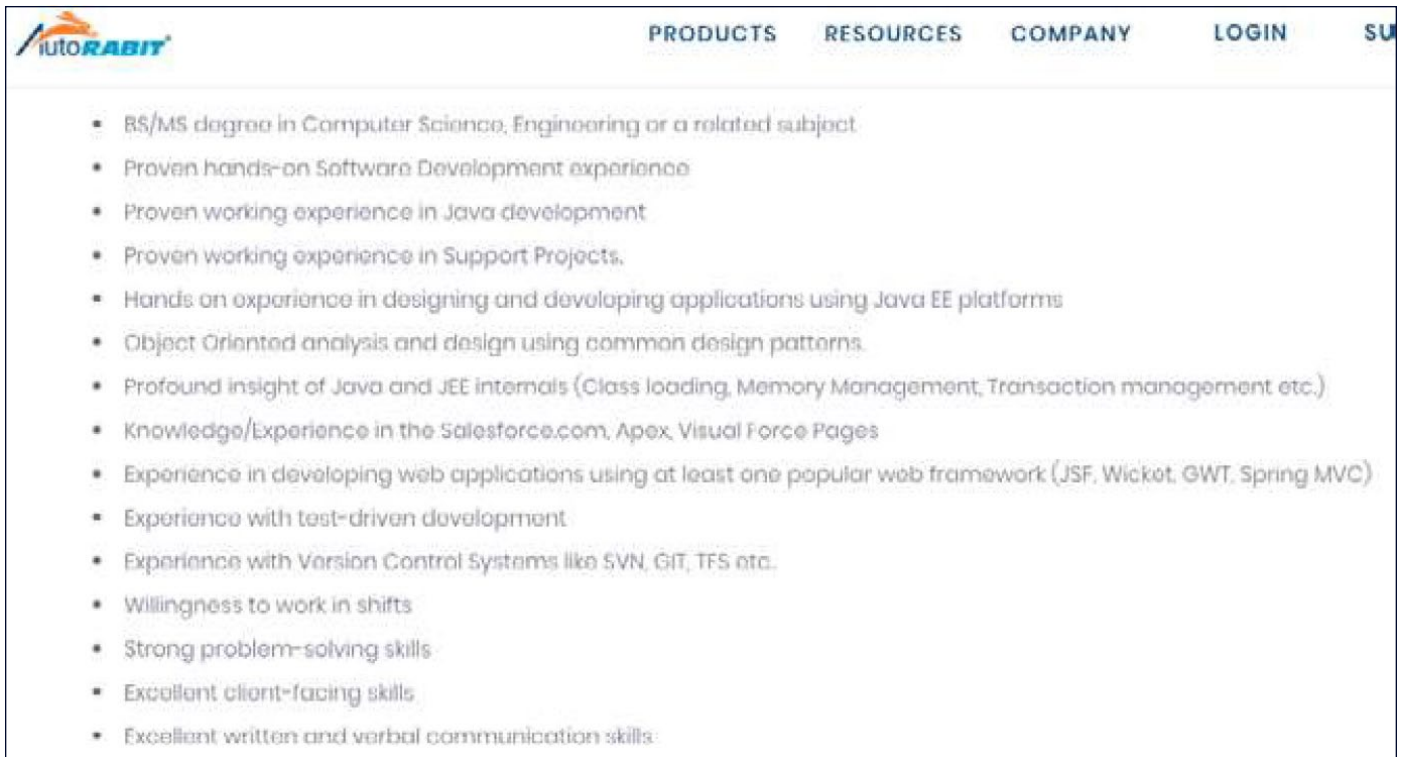 AutoRABIT
PRODUCTS RESOURCES COMPANY LOGIN SU
• BS/MS degree in Computer Science, Engineering or a related subject
• Proven hands-on Software Development experience
• Proven working experience in Java development
• Proven working experience in Support Projects.
• Hands on experience in designing and developing applications using Java EE platforms
• Object Oriented analysis and design using common design patterns.
• Profound insight of Java and JEE internals (Class loading, Memory Management, Transaction management etc.)
• Knowledge/Experience in the Salesforce.com, Apex, Visual Force Pages
• Experience in developing web applications using at least one popular web framework (JSF, Wicket, GWT, Spring MVC)
• Experience with test-driven development
• Experience with Version Control Systems like SVN, GIT, TFS etc..
• Willingness to work in shifts
• Strong problem-solving skills
• Excellent client-facing skills
• Excellent written and verbal communication skills